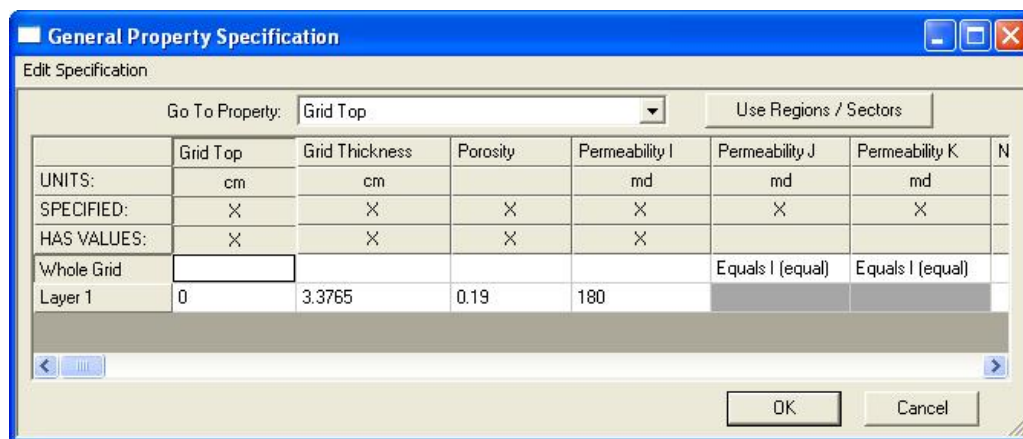 General Property Specification
Edit Specification
Go To Property: Grid Top Use Regions / Sectors
Grid Top Grid Thickness Porosity Permeability I Permeability J Permeability K N
UNITS: cm cm md md md
SPECIFIED: X X X X X X
HAS VALUES: X X X X
Whole Grid Equals I (equal) Equals I (equal)
Layer 1 0 3.3765 0.19 180
OK Cancel